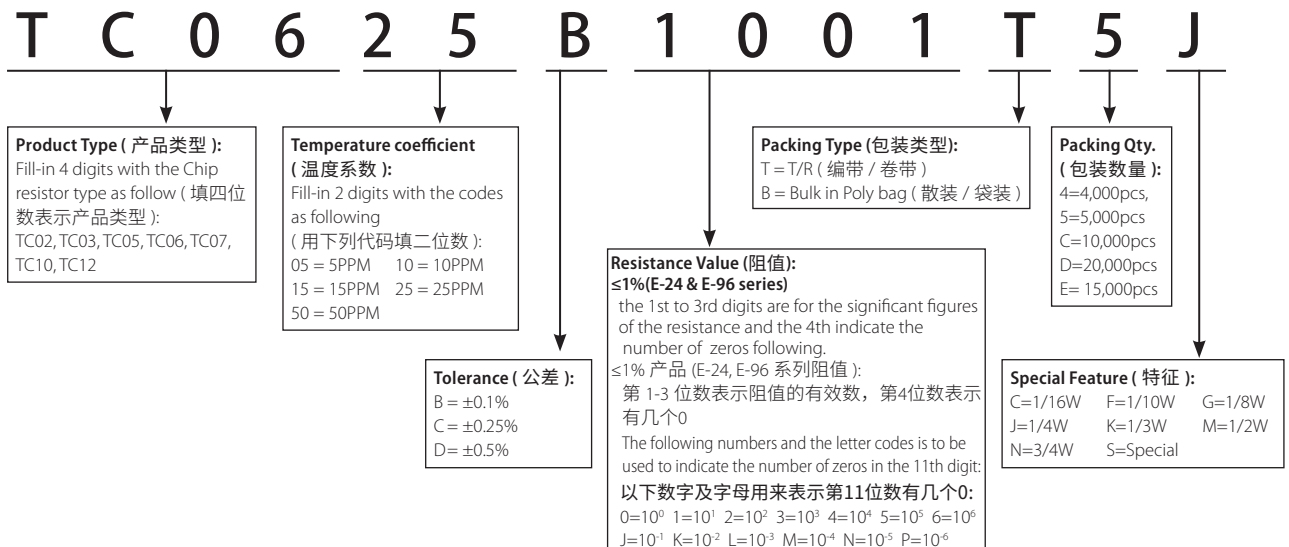 T C 0 6 2 5 B 1 0 0 1 T 5 J
Product Type ( 产品类型 ):
Fill-in 4 digits with the Chip
resistor type as follow ( 填四位
数表示产品类型 ):
TC02, TC03, TC05, TC06, TC07,
TC10, TC12
Temperature coefficient
( 温度系数 ):
Fill-in 2 digits with the codes
as following
( 用下列代码填二位数 ):
05 = 5PPM 10 = 10PPM
15 = 15PPM 25 = 25PPM
50 = 50PPM
Tolerance ( 公差 ):
B = ±0.1%
C = ±0.25%
D= ±0.5%
Resistance Value (阻值):
≤1%(E-24 & E-96 series)
the 1st to 3rd digits are for the significant figures
of the resistance and the 4th indicate the
number of zeros following.
≤1% 产品 (E-24, E-96 系列阻值 ):
第 1-3 位数表示阻值的有效数，第4位数表示
有几个0
The following numbers and the letter codes is to be
used to indicate the number of zeros in the 11th digit:
以下数字及字母用来表示第11位数有几个0:
0=10⁰ 1=10¹ 2=10² 3=10³ 4=10⁴ 5=10⁵ 6=10⁶
J=10⁻¹ K=10⁻² L=10⁻³ M=10⁻⁴ N=10⁻⁵ P=10⁻⁶
Packing Type (包装类型):
T = T/R ( 编带 / 卷带 )
B = Bulk in Poly bag ( 散装 / 袋装 )
Packing Qty.
( 包装数量 ):
4=4,000pcs,
5=5,000pcs
C=10,000pcs
D=20,000pcs
E= 15,000pcs
Special Feature ( 特征 ):
C=1/16W F=1/10W G=1/8W
J=1/4W K=1/3W M=1/2W
N=3/4W S=Special